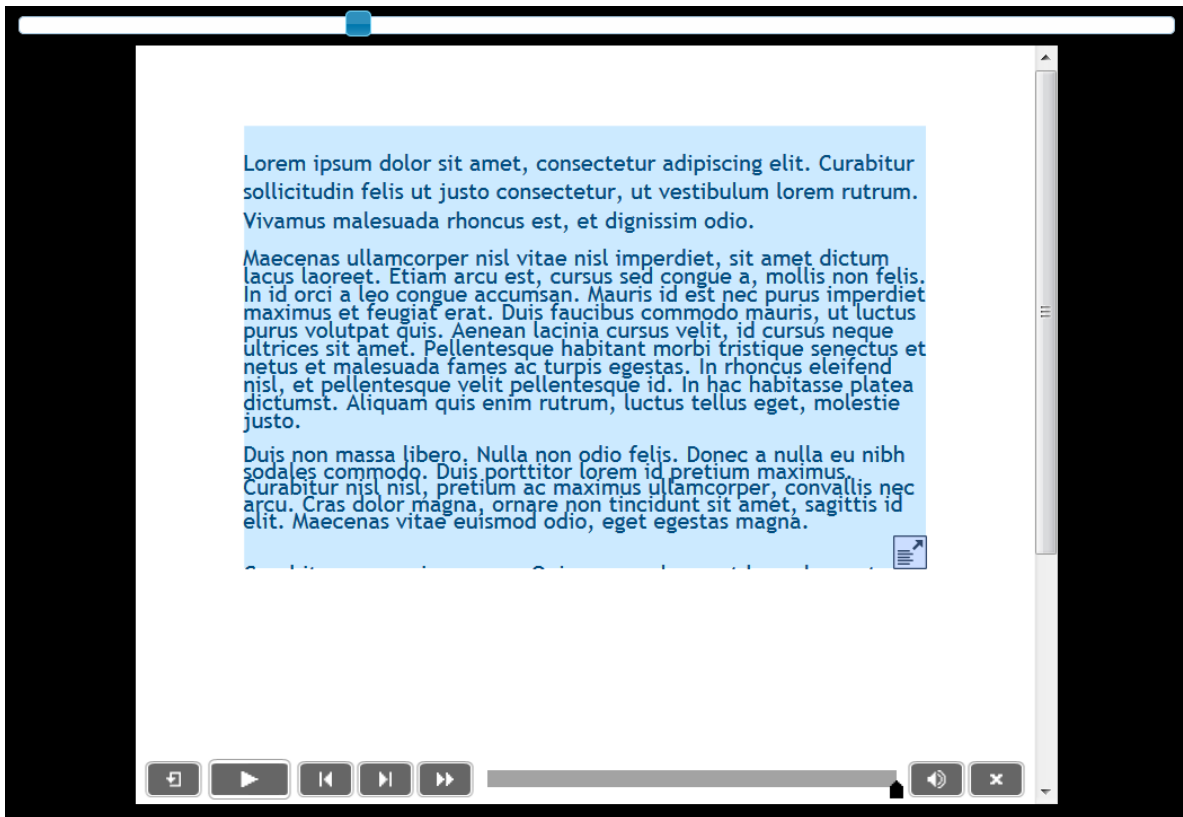 Lorem ipsum dolor sit amet, consectetur adipiscing elit. Curabitur
sollicitudin felis ut justo consectetur, ut vestibulum lorem rutrum.
Vivamus malesuada rhoncus est, et dignissim odio.
Maecenas ullamcorper nisl vitae nisl imperdiet, sit amet dictum
lacus laoreet. Etiam arcu est, cursus sed congue a, mollis non felis.
In id orci a leo congue accumsan. Mauris id est nec purus imperdiet
maximus et feugiat erat. Duis faucibus commodo mauris, ut luctus
purus volutpat quis. Aenean lacinia cursus velit, id cursus neque
ultrices sit amet. Pellentesque habitant morbi tristique senectus et
netus et malesuada fames ac turpis egestas. In rhoncus eleifend
nisl, et pellentesque velit pellentesque id. In hac habitasse platea
dictumst. Aliquam quis enim rutrum, luctus tellus eget, molestie
justo.
Duis non massa libero. Nulla non odio felis. Donec a nulla eu nibh
sodales commodo. Duis porttitor lorem id pretium maximus.
Curabitur nisl nisl, pretium ac maximus ullamcorper, convallis nec
arcu. Cras dolor magna, ornare non tincidunt sit amet, sagittis id
elit. Maecenas vitae euismod odio, eget egestas magna.